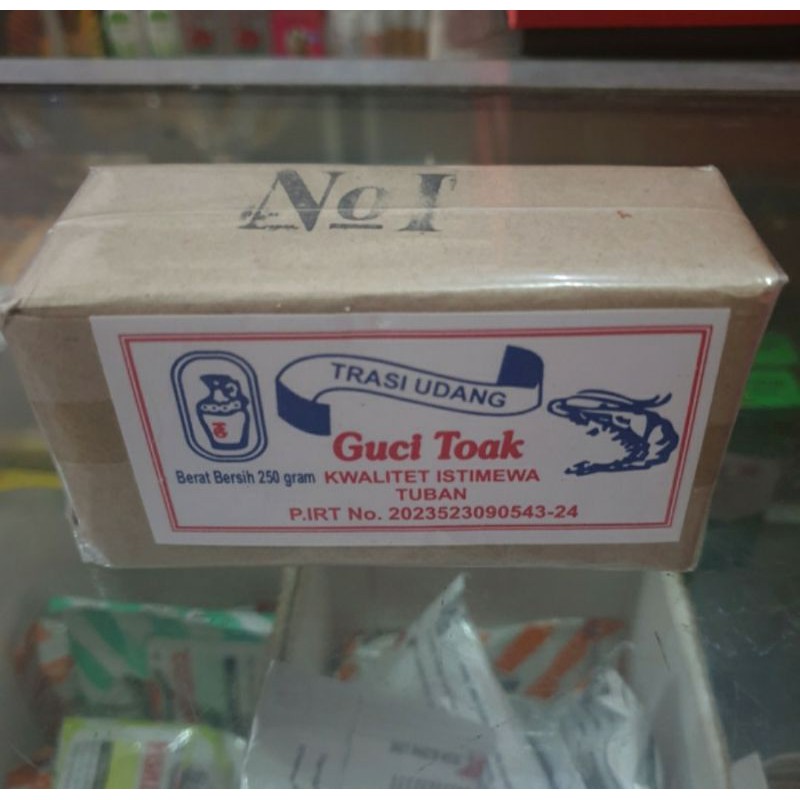 No I
TRASI UDANG
Guci Toak
Berat Bersih 250 gram KWALITET ISTIMEWA
TUBAN
P.IRT No. 2023523090543-24